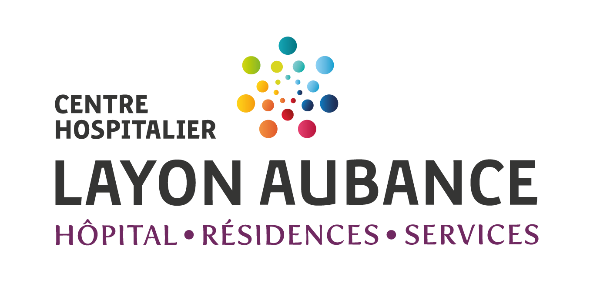 CENTRE
HOSPITALIER
LAYON AUBANCE
HÔPITAL • RÉSIDENCES • SERVICES